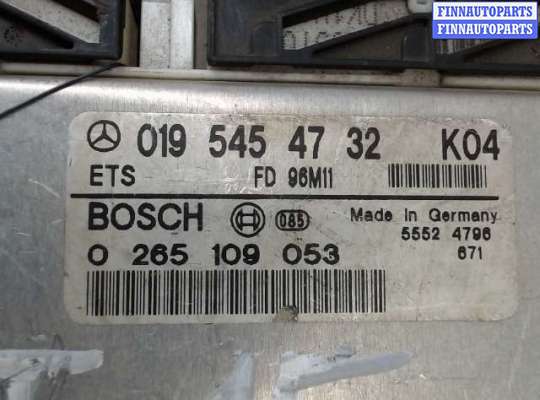 FINNAUTOPARTS
FINNAUTOPARTS
019 545 47 32 K04
ETS FD 96M11
BOSCH 085 Made in Germany
5552 4796
0 265 109 053 671